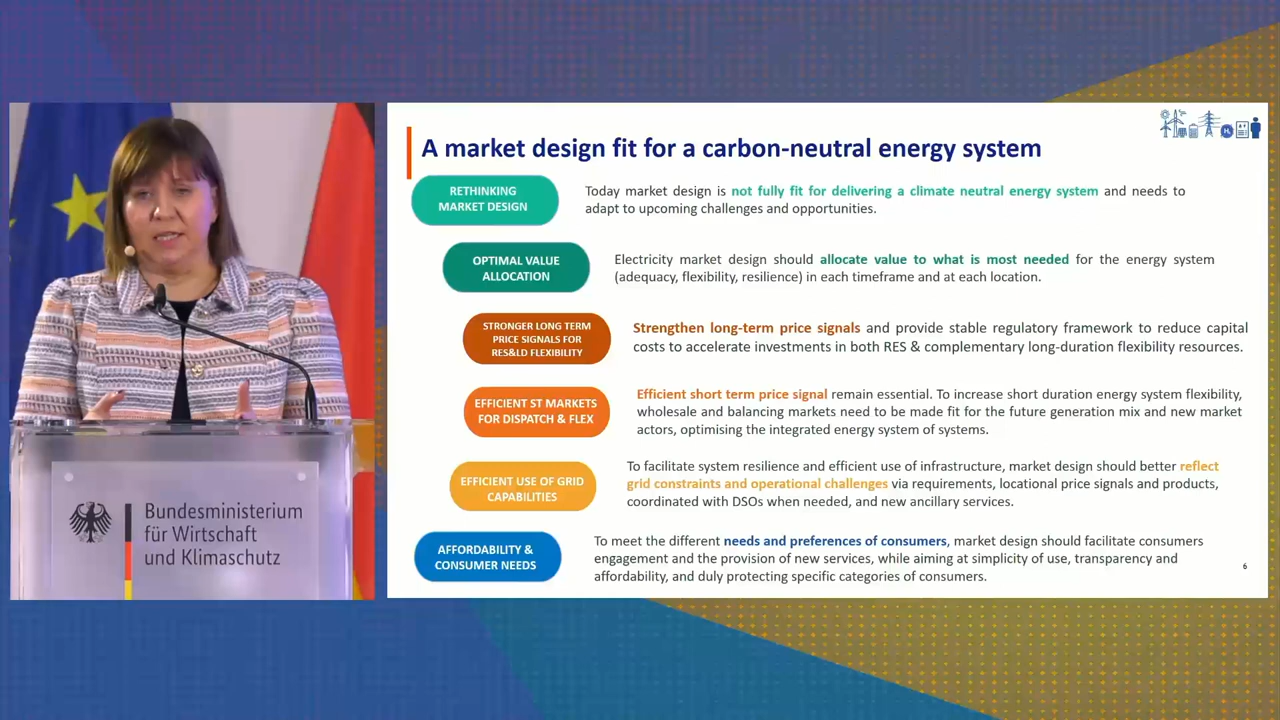 A market design fit for a carbon-neutral energy system
RETHINKING
MARKET DESIGN
Today market design is not fully fit for delivering a climate neutral energy system and needs to
adapt to upcoming challenges and opportunities.
OPTIMAL VALUE
ALLOCATION
Electricity market design should allocate value to what is most needed for the energy system
(adequacy, flexibility, resilience) in each timeframe and at each location.
STRONGER LONG TERM
PRICE SIGNALS FOR
RES&LD FLEXIBILITY
Strengthen long-term price signals and provide stable regulatory framework to reduce capital
costs to accelerate investments in both RES & complementary long-duration flexibility resources.
EFFICIENT ST MARKETS
FOR DISPATCH & FLEX
Efficient short term price signal remain essential. To increase short duration energy system flexibility,
wholesale and balancing markets need to be made fit for the future generation mix and new market
actors, optimising the integrated energy system of systems.
EFFICIENT USE OF GRID
CAPABILITIES
To facilitate system resilience and efficient use of infrastructure, market design should better reflect
grid constraints and operational challenges via requirements, locational price signals and products,
coordinated with DSOs when needed, and new ancillary services.
AFFORDABILITY &
CONSUMER NEEDS
To meet the different needs and preferences of consumers, market design should facilitate consumers
engagement and the provision of new services, while aiming at simplicity of use, transparency and
affordability, and duly protecting specific categories of consumers.
6
Bundesministerium
für Wirtschaft
und Klimaschutz